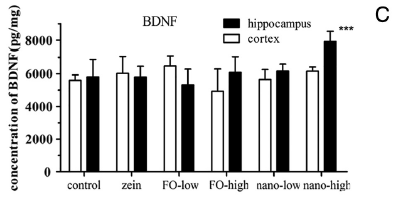 BDNF
C
hippocampus
cortex
***
concentration of BDNF(pg/mg)
8000
6000
4000
2000
0
control zein FO-low FO-high nano-low nano-high